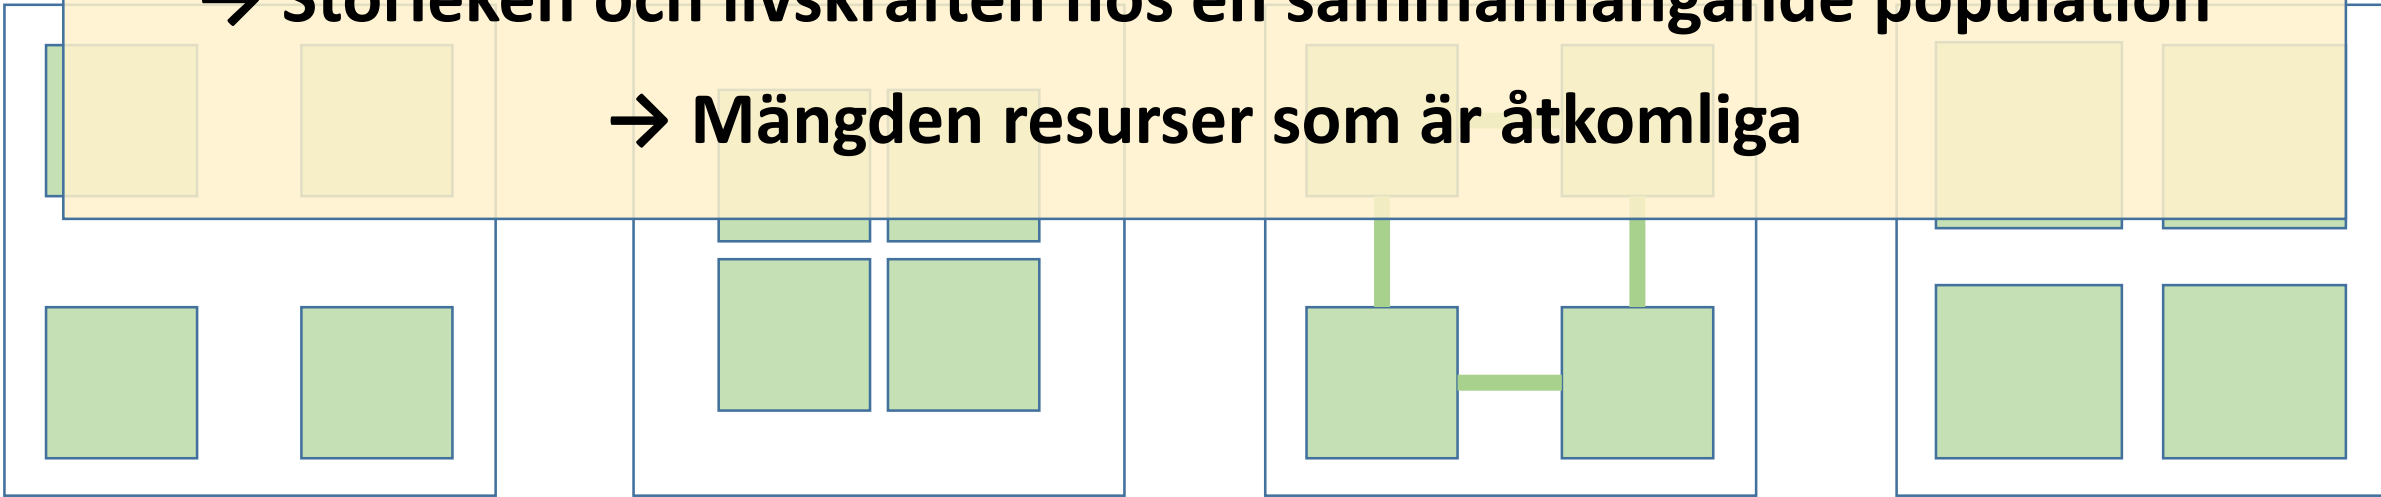 → Storleken och livskraften hos en sammanhängande population
→ Mängden resurser som är åtkomliga